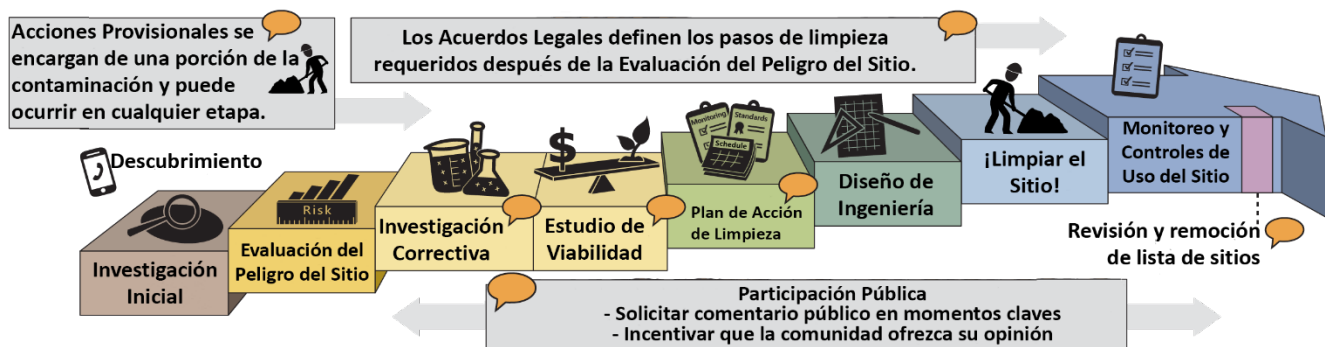 Acciones Provisionales se
encargan de una porción de la
contaminación y puede
ocurrir en cualquier etapa.
Los Acuerdos Legales definen los pasos de limpieza
requeridos después de la Evaluación del Peligro del Sitio.
Descubrimiento
Investigación
Inicial
Risk
Evaluación del
Peligro del Sitio
Investigación
Correctiva
$
Estudio de
Viabilidad
Monitoring
Standards
Schedule
Plan de Acción
de Limpieza
Diseño de
Ingeniería
¡Limpiar el
Sitio!
Monitoreo y
Controles de
Uso del Sitio
Revisión y remoción
de lista de sitios
Participación Pública
- Solicitar comentario público en momentos claves
- Incentivar que la comunidad ofrezca su opinión